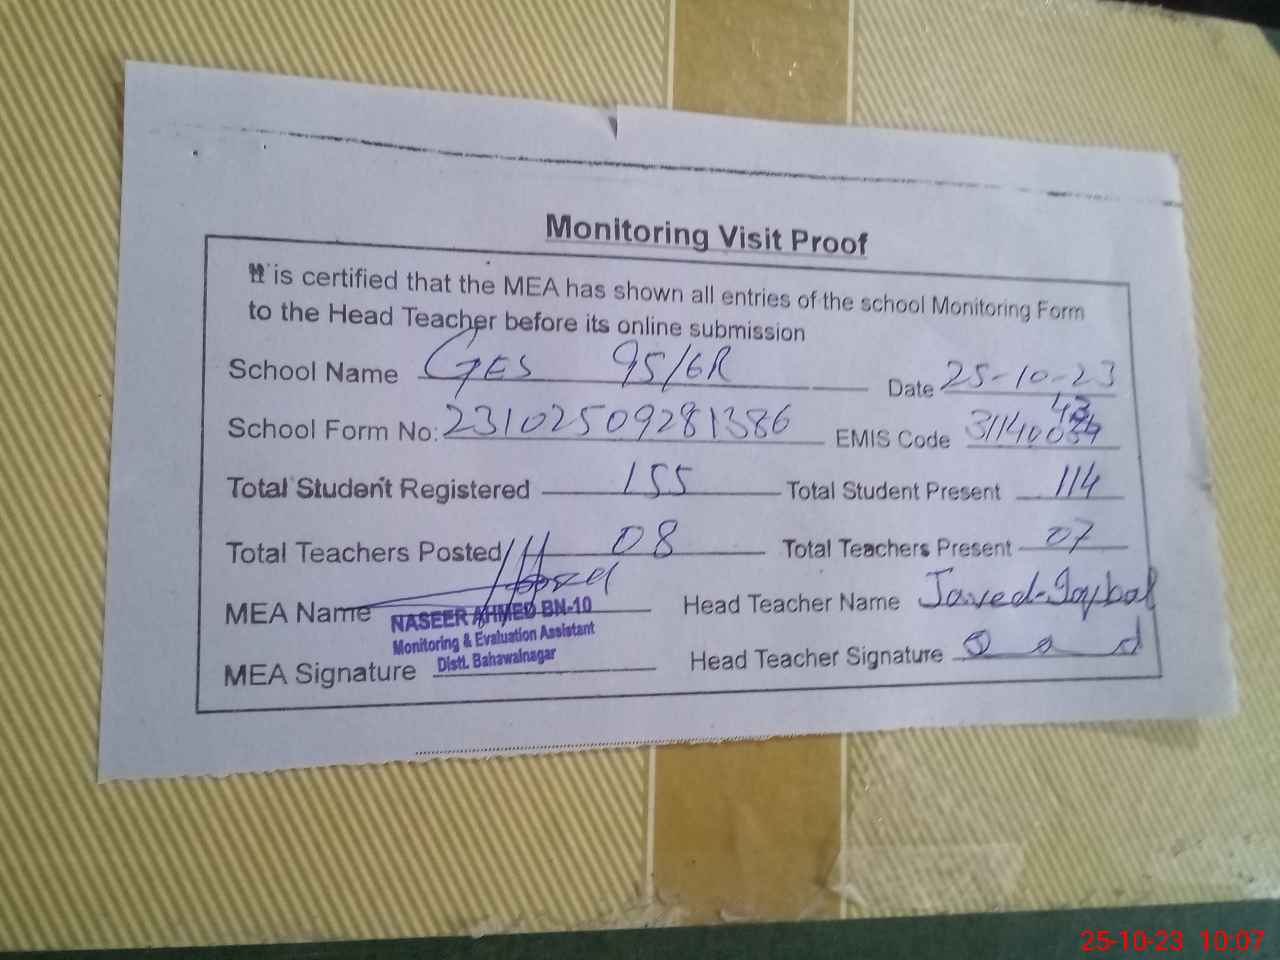 Monitoring Visit Proof
It is certified that the MEA has shown all entries of the school Monitoring Form
to the Head Teacher before its online submission
School Name GES 95/6R Date 25-10-23
School Form No: 23102509281386 EMIS Code 311400
Total Student Registered 155 Total Student Present 114
Total Teachers Posted 08 Total Teachers Present 07
MEA Name Head Teacher Name Javed Iqbal
NASEER AHMED BN-10
Monitoring & Evaluation Assistant
Distt. Bahawalnagar
MEA Signature Head Teacher Signature
25-10-23 10:07